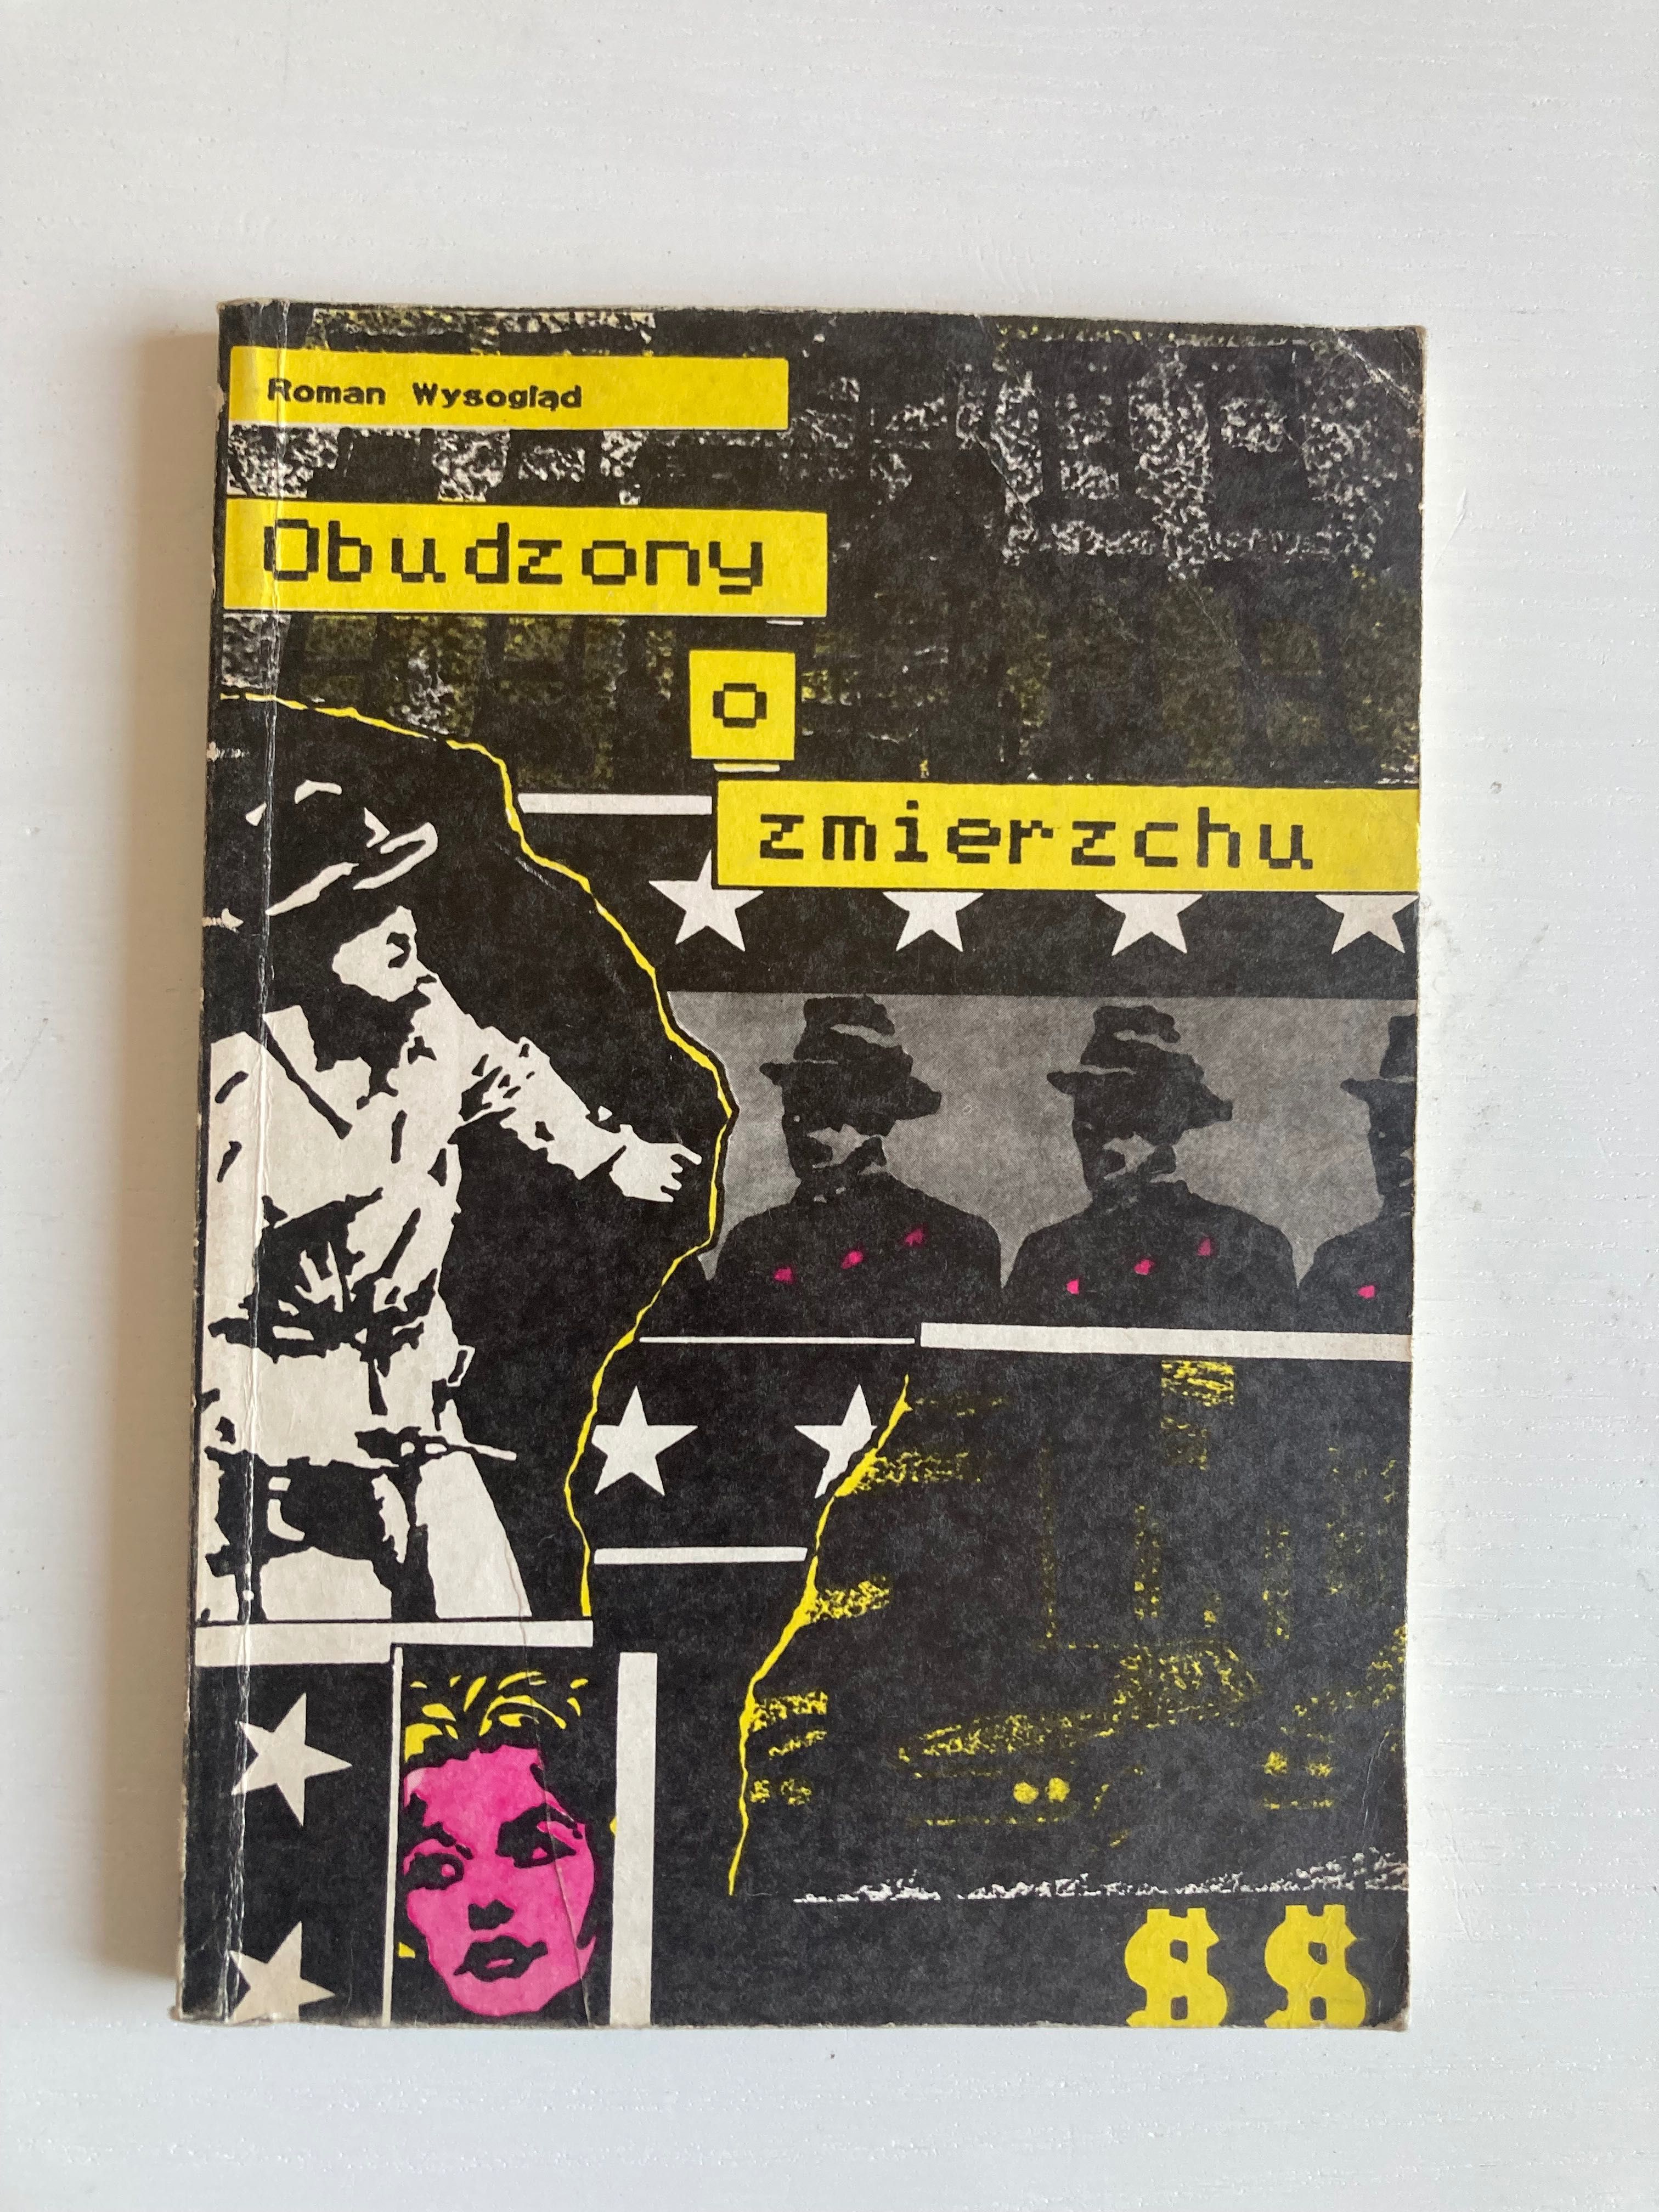 Roman Wysogląd
Obudzony
o
zmierzchu
$ $